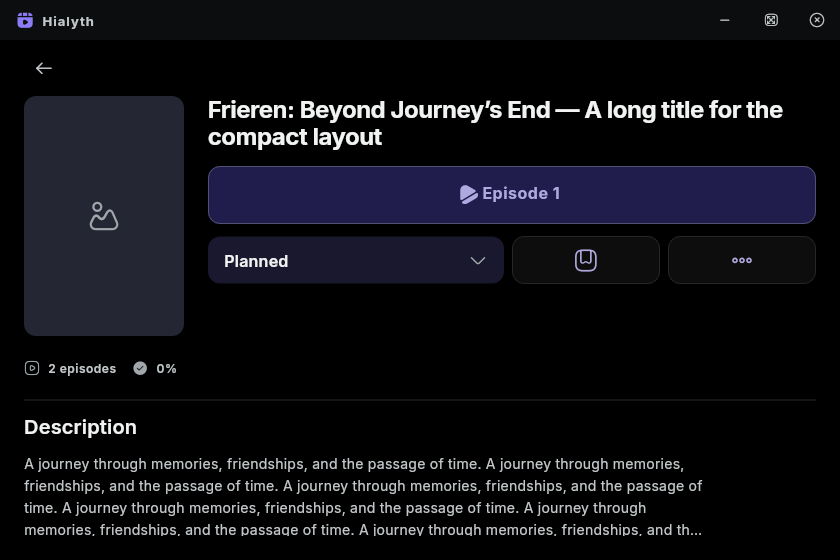 Hialyth
Frieren: Beyond Journey’s End — A long title for the
compact layout
Episode 1
Planned
2 episodes 0%
Description
A journey through memories, friendships, and the passage of time. A journey through memories,
friendships, and the passage of time. A journey through memories, friendships, and the passage of
time. A journey through memories, friendships, and the passage of time. A journey through
memories, friendships, and the passage of time. A journey through memories, friendships, and th...